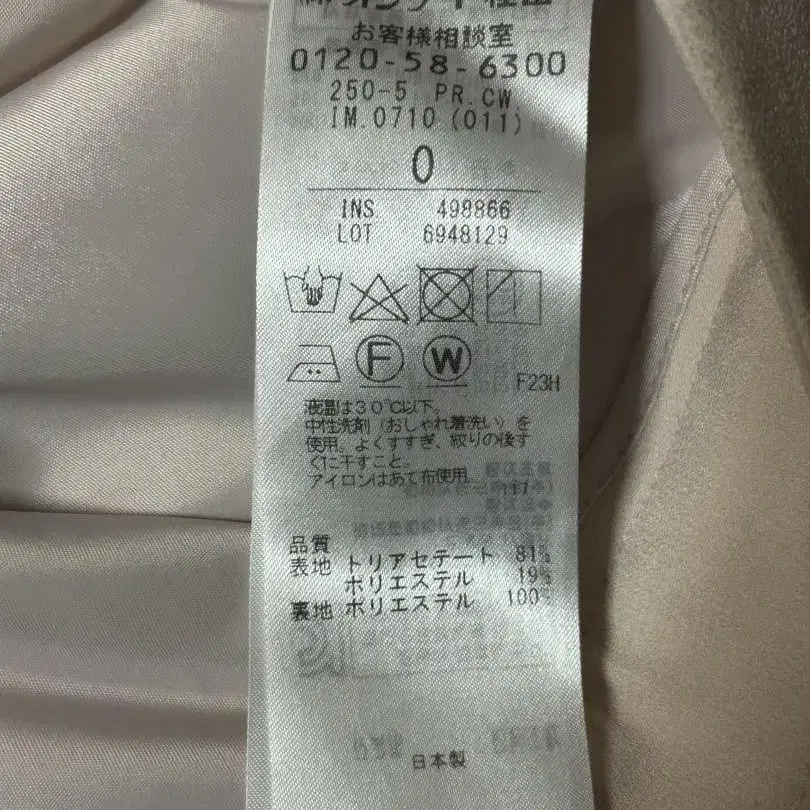 お客様相談室
0120-58-6300
250-5 PR.CW.
IM.0710 (011)
0
INS 498866
LOT 6948129
F
W
F23H
液温は30℃以下。
中性洗剤（おしゃれ着洗い）を
使用。よくすすぎ、絞りの後す
ぐに干すこと。
アイロンはあて布使用
117
品質
表地 トリアセテート 81%
ポリエステル 19%
裏地 ポリエステル 100%
日本製